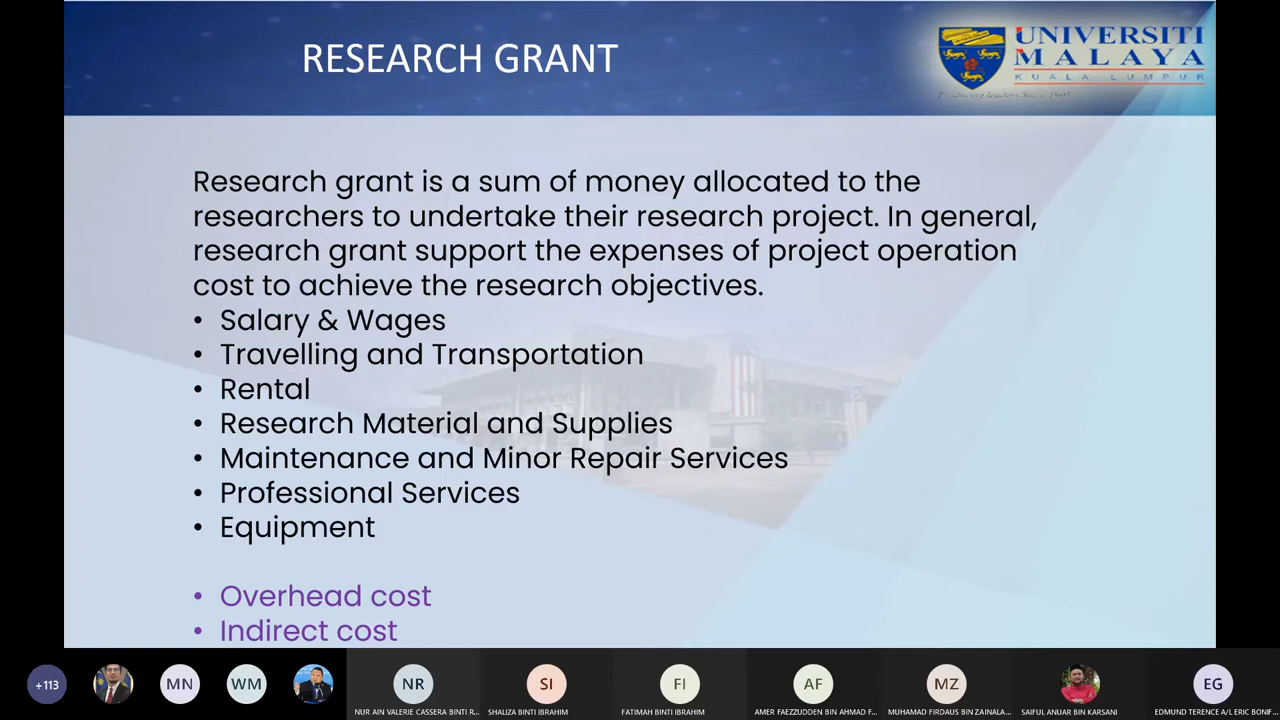 RESEARCH GRANT
UNIVERSITI
MALAYA
KUALA LUMPUR
Producing leaders Since 1905
Research grant is a sum of money allocated to the
researchers to undertake their research project. In general,
research grant support the expenses of project operation
cost to achieve the research objectives.
• Salary & Wages
• Travelling and Transportation
• Rental
• Research Material and Supplies
• Maintenance and Minor Repair Services
• Professional Services
• Equipment
• Overhead cost
• Indirect cost
+113
MN
WM
NR
SI
FI
AF
MZ
EG
NUR AIN VALERIE CASSERA BINTI R...
SHALIZA BINTI IBRAHIM
FATIMAH BINTI IBRAHIM
AMER FAEZZUDDEN BIN AHMAD F...
MUHAMAD FIRDAUS BIN ZAINALA...
SAIFUL ANUAR BIN KARSANI
EDMUND TERENCE A/L ERIC BONIF...